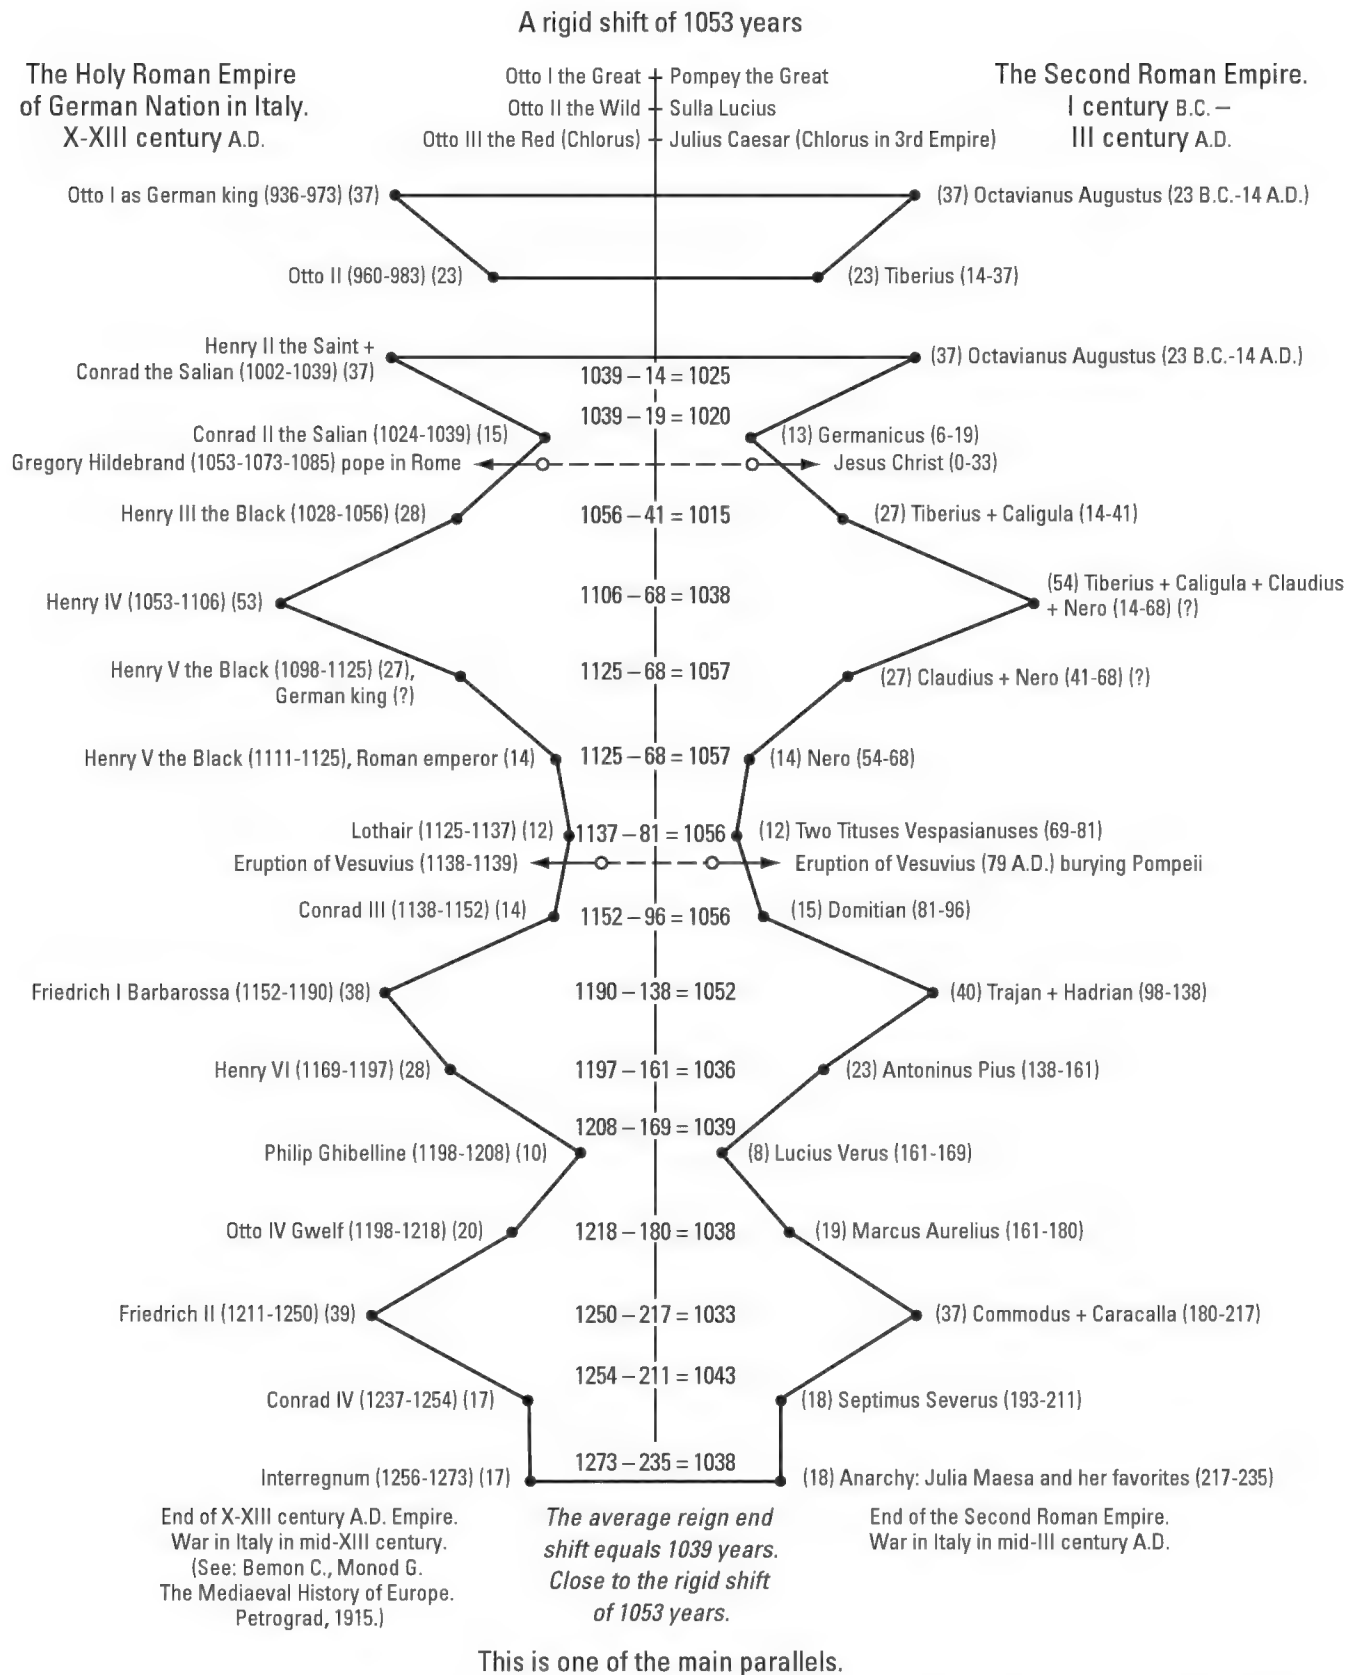 A rigid shift of 1053 years
The Holy Roman Empire
of German Nation in Italy.
X-XIII century A.D.
Otto I the Great
Otto II the Wild
Otto III the Red (Chlorus)
Pompey the Great
Sulla Lucius
Julius Caesar (Chlorus in 3rd Empire)
The Second Roman Empire.
I century B.C. –
III century A.D.
Otto I as German king (936-973) (37)
(37) Octavianus Augustus (23 B.C.-14 A.D.)
Otto II (960-983) (23)
(23) Tiberius (14-37)
Henry II the Saint +
Conrad the Salian (1002-1039) (37)
(37) Octavianus Augustus (23 B.C.-14 A.D.)
1039 – 14 = 1025
1039 – 19 = 1020
Conrad II the Salian (1024-1039) (15)
(13) Germanicus (6-19)
Gregory Hildebrand (1053-1073-1085) pope in Rome
Jesus Christ (0-33)
Henry III the Black (1028-1056) (28)
1056 – 41 = 1015
(27) Tiberius + Caligula (14-41)
Henry IV (1053-1106) (53)
1106 – 68 = 1038
(54) Tiberius + Caligula + Claudius
+ Nero (14-68) (?)
Henry V the Black (1098-1125) (27),
German king (?)
1125 – 68 = 1057
(27) Claudius + Nero (41-68) (?)
Henry V the Black (1111-1125), Roman emperor (14)
1125 – 68 = 1057
(14) Nero (54-68)
Lothair (1125-1137) (12)
1137 – 81 = 1056
(12) Two Tituses Vespasianuses (69-81)
Eruption of Vesuvius (1138-1139)
Eruption of Vesuvius (79 A.D.) burying Pompeii
Conrad III (1138-1152) (14)
1152 – 96 = 1056
(15) Domitian (81-96)
Friedrich I Barbarossa (1152-1190) (38)
1190 – 138 = 1052
(40) Trajan + Hadrian (98-138)
Henry VI (1169-1197) (28)
1197 – 161 = 1036
(23) Antoninus Pius (138-161)
1208 – 169 = 1039
Philip Ghibelline (1198-1208) (10)
(8) Lucius Verus (161-169)
Otto IV Gwelf (1198-1218) (20)
1218 – 180 = 1038
(19) Marcus Aurelius (161-180)
Friedrich II (1211-1250) (39)
1250 – 217 = 1033
(37) Commodus + Caracalla (180-217)
1254 – 211 = 1043
Conrad IV (1237-1254) (17)
(18) Septimus Severus (193-211)
1273 – 235 = 1038
Interregnum (1256-1273) (17)
(18) Anarchy: Julia Maesa and her favorites (217-235)
End of X-XIII century A.D. Empire.
War in Italy in mid-XIII century.
(See: Bemon C., Monod G.
The Mediaeval History of Europe.
Petrograd, 1915.)
The average reign end
shift equals 1039 years.
Close to the rigid shift
of 1053 years.
End of the Second Roman Empire.
War in Italy in mid-III century A.D.
This is one of the main parallels.